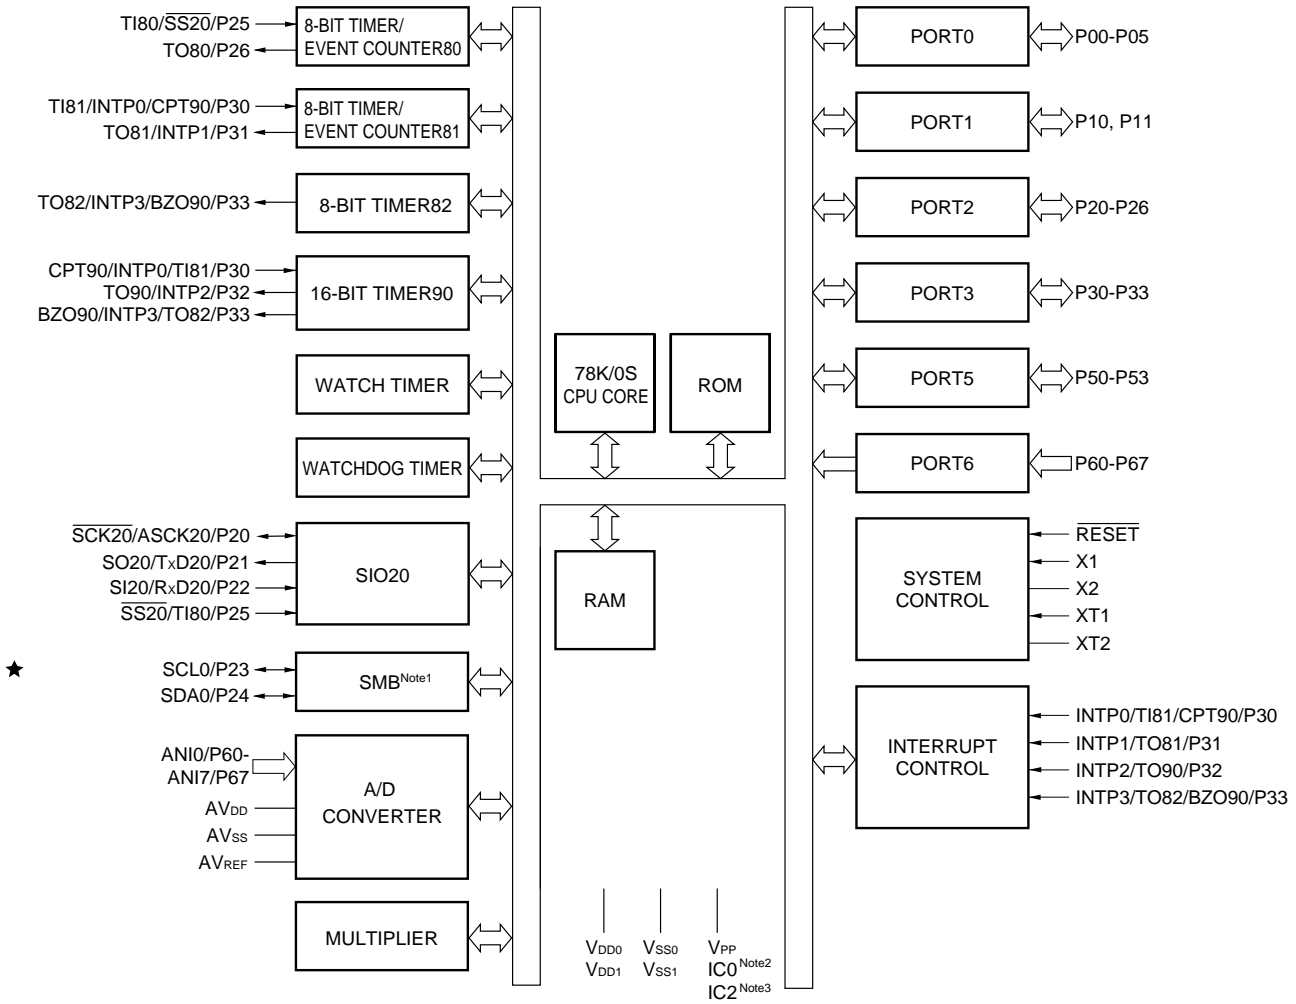 TI80/SS20/P25
TO80/P26
8-BIT TIMER/
EVENT COUNTER80
TI81/INTP0/CPT90/P30
TO81/INTP1/P31
8-BIT TIMER/
EVENT COUNTER81
TO82/INTP3/BZO90/P33
8-BIT TIMER82
CPT90/INTP0/TI81/P30
TO90/INTP2/P32
BZO90/INTP3/TO82/P33
16-BIT TIMER90
WATCH TIMER
WATCHDOG TIMER
SCK20/ASCK20/P20
SO20/TxD20/P21
SI20/RxD20/P22
SS20/TI80/P25
SIO20
★
SCL0/P23
SDA0/P24
SMB Note1
ANI0/P60-
ANI7/P67
AVDD
AVSS
AVREF
A/D
CONVERTER
MULTIPLIER
78K/0S
CPU CORE
ROM
RAM
VDD0
VDD1
VSS0
VSS1
VPP
IC0 Note2
IC2 Note3
PORT0
P00-P05
PORT1
P10, P11
PORT2
P20-P26
PORT3
P30-P33
PORT5
P50-P53
PORT6
P60-P67
SYSTEM
CONTROL
RESET
X1
X2
XT1
XT2
INTERRUPT
CONTROL
INTP0/TI81/CPT90/P30
INTP1/TO81/P31
INTP2/TO90/P32
INTP3/TO82/BZO90/P33